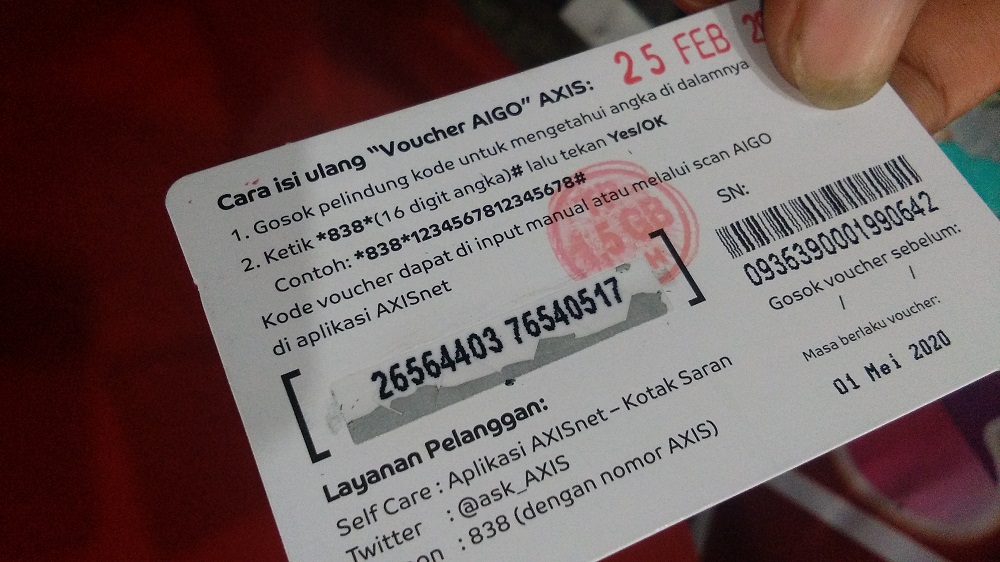 25 FEB
Cara isi ulang "Voucher AIGO" AXIS:
1. Gosok pelindung kode untuk mengetahui angka di dalamnya
2. Ketik *838*(16 digit angka)# lalu tekan Yes/OK
Contoh: *838*1234567812345678#
Kode voucher dapat di input manual atau melalui scan AIGO
di aplikasi AXISnet
[26564403 76540517]
SN:
0936390001990642
Gosok voucher sebelum:
/ /
Masa berlaku voucher:
01 Mei 2020
Layanan Pelanggan:
Self Care : Aplikasi AXISnet – Kotak Saran
Twitter : @ask_AXIS
: 838 (dengan nomor AXIS)